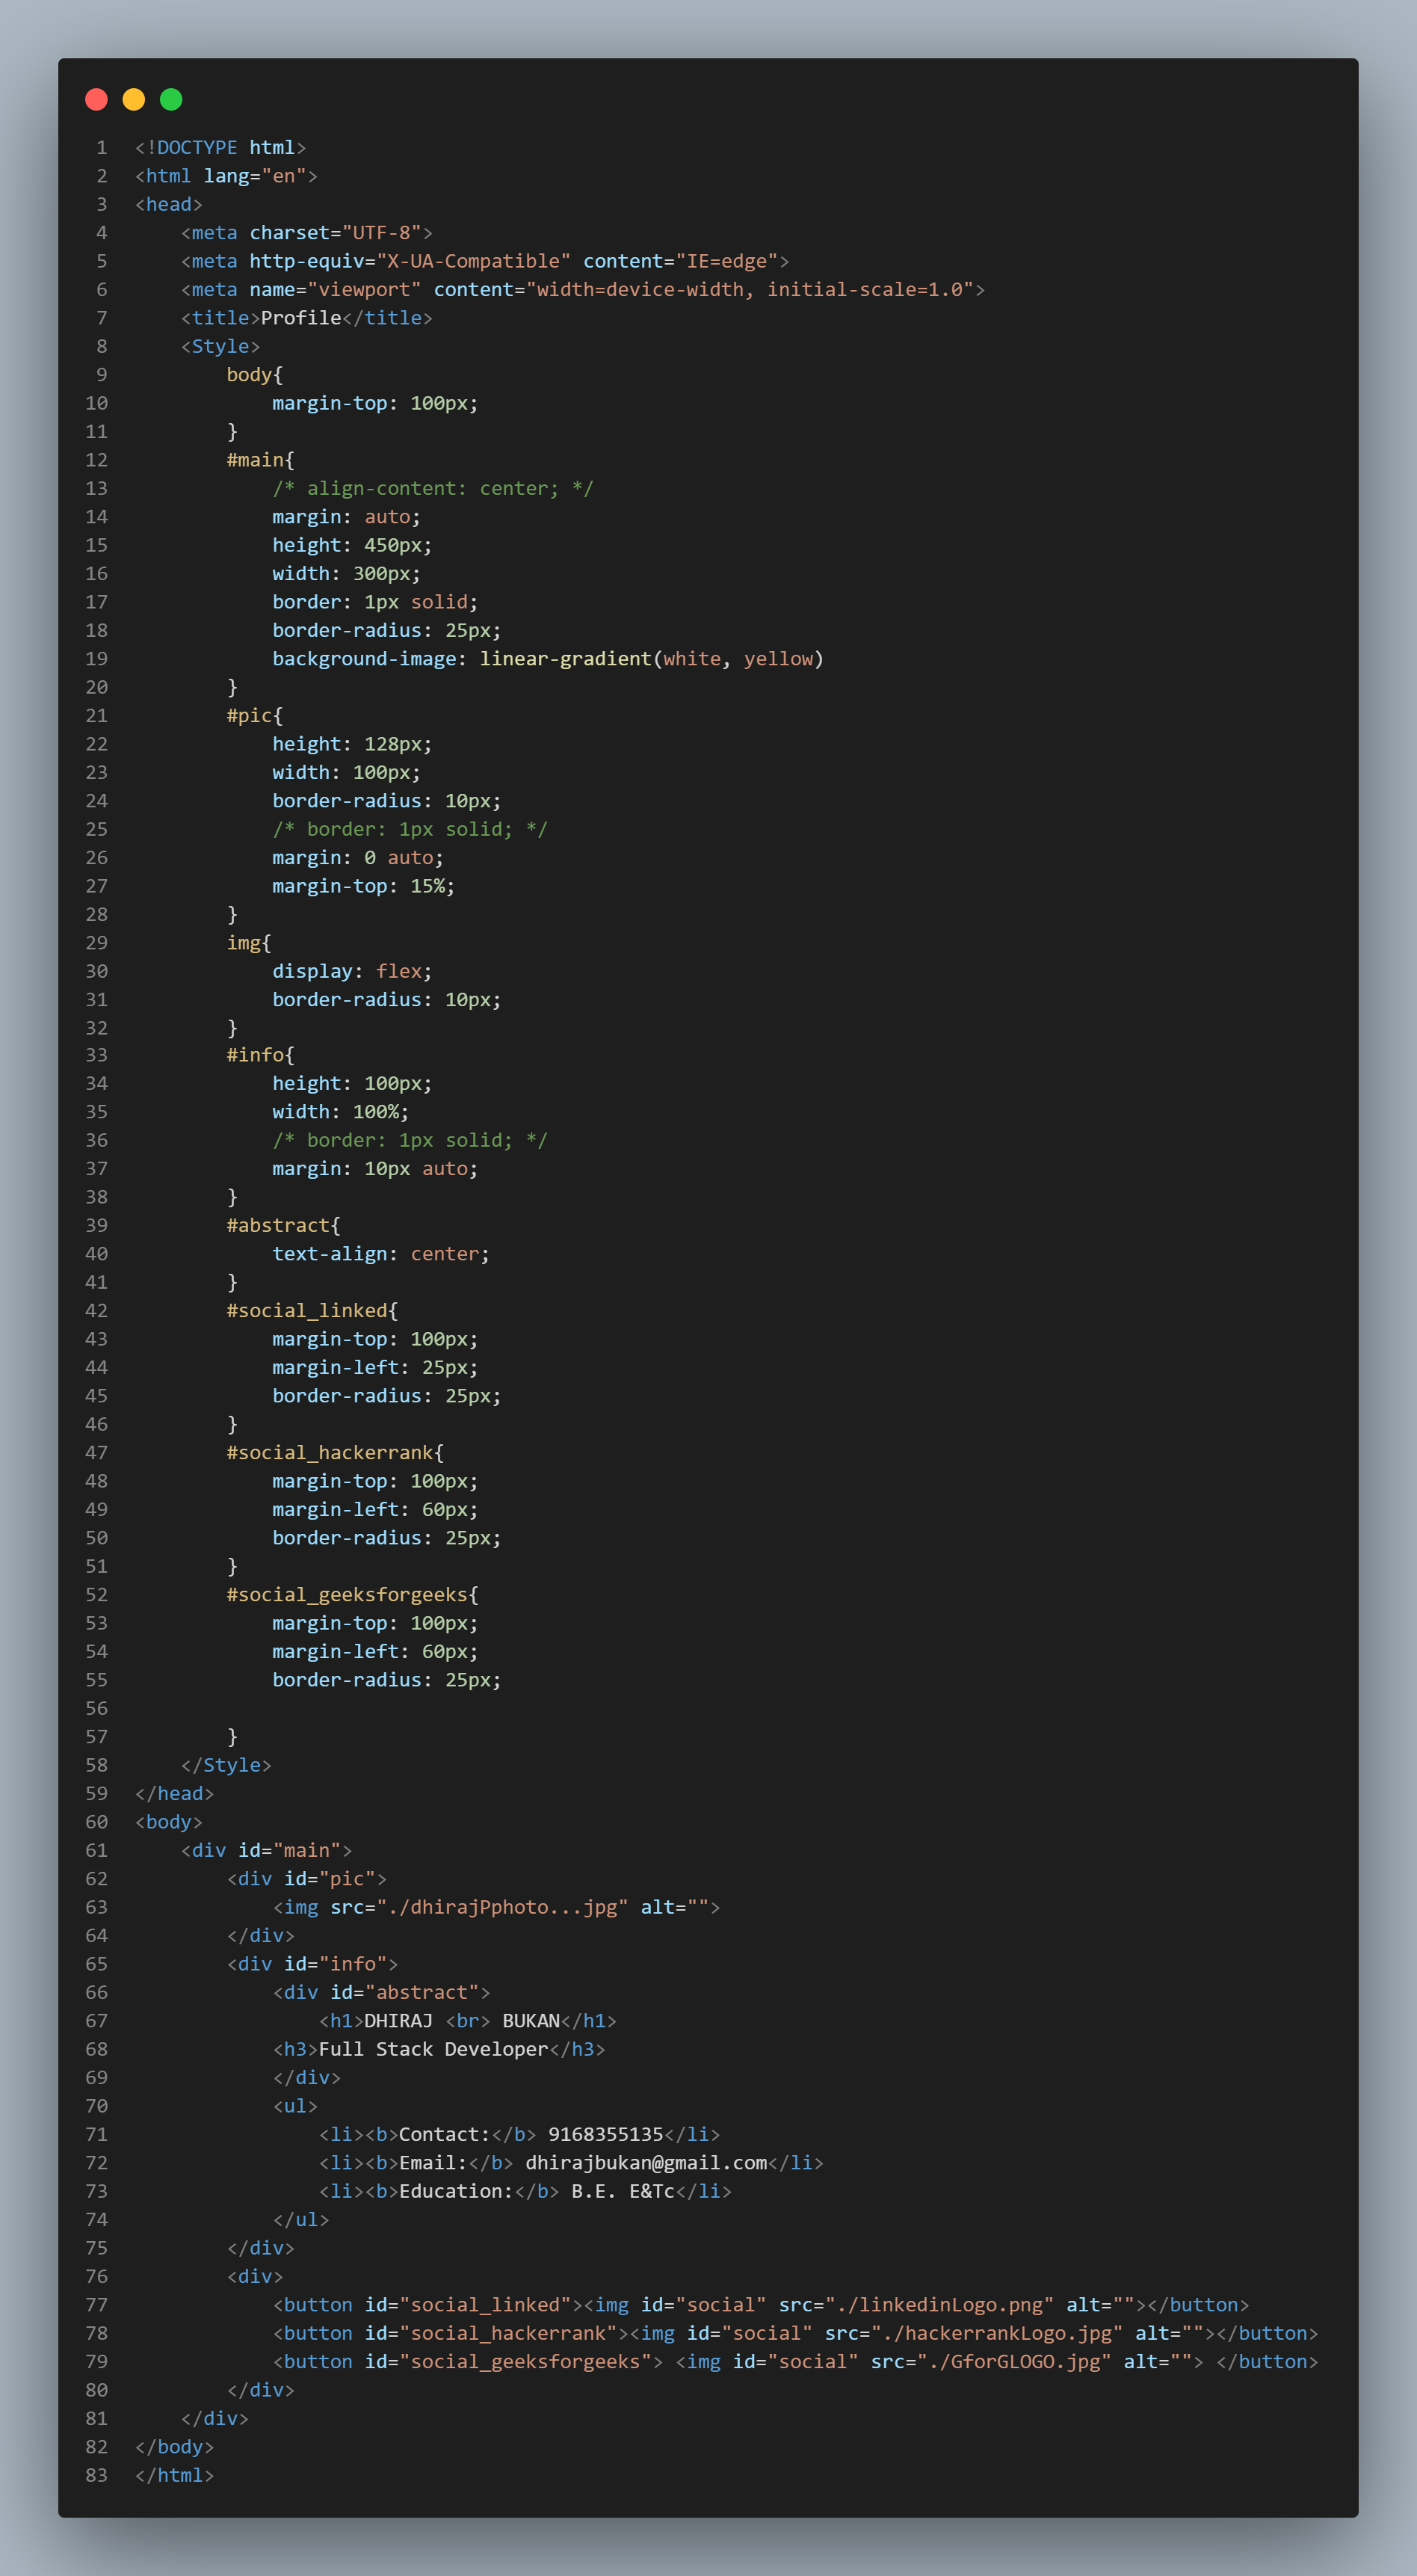 1 <!DOCTYPE html>
2 <html lang="en">
3 <head>
4     <meta charset="UTF-8">
5     <meta http-equiv="X-UA-Compatible" content="IE=edge">
6     <meta name="viewport" content="width=device-width, initial-scale=1.0">
7     <title>Profile</title>
8     <Style>
9         body{
10             margin-top: 100px;
11         }
12         #main{
13             /* align-content: center; */
14             margin: auto;
15             height: 450px;
16             width: 300px;
17             border: 1px solid;
18             border-radius: 25px;
19             background-image: linear-gradient(white, yellow)
20         }
21         #pic{
22             height: 128px;
23             width: 100px;
24             border-radius: 10px;
25             /* border: 1px solid; */
26             margin: 0 auto;
27             margin-top: 15%;
28         }
29         img{
30             display: flex;
31             border-radius: 10px;
32         }
33         #info{
34             height: 100px;
35             width: 100%;
36             /* border: 1px solid; */
37             margin: 10px auto;
38         }
39         #abstract{
40             text-align: center;
41         }
42         #social_linked{
43             margin-top: 100px;
44             margin-left: 25px;
45             border-radius: 25px;
46         }
47         #social_hackerrank{
48             margin-top: 100px;
49             margin-left: 60px;
50             border-radius: 25px;
51         }
52         #social_geeksforgeeks{
53             margin-top: 100px;
54             margin-left: 60px;
55             border-radius: 25px;
56
57         }
58     </Style>
59 </head>
60 <body>
61     <div id="main">
62         <div id="pic">
63             <img src="./dhirajPphoto...jpg" alt="">
64         </div>
65         <div id="info">
66             <div id="abstract">
67                 <h1>DHIRAJ <br> BUKAN</h1>
68             <h3>Full Stack Developer</h3>
69             </div>
70             <ul>
71                 <li><b>Contact:</b> 9168355135</li>
72                 <li><b>Email:</b> dhirajbukan@gmail.com</li>
73                 <li><b>Education:</b> B.E. E&Tc</li>
74             </ul>
75         </div>
76         <div>
77             <button id="social_linked"><img id="social" src="./linkedinLogo.png" alt=""></button>
78             <button id="social_hackerrank"><img id="social" src="./hackerrankLogo.jpg" alt=""></button>
79             <button id="social_geeksforgeeks"> <img id="social" src="./GforGLOGO.jpg" alt=""> </button>
80         </div>
81     </div>
82 </body>
83 </html>